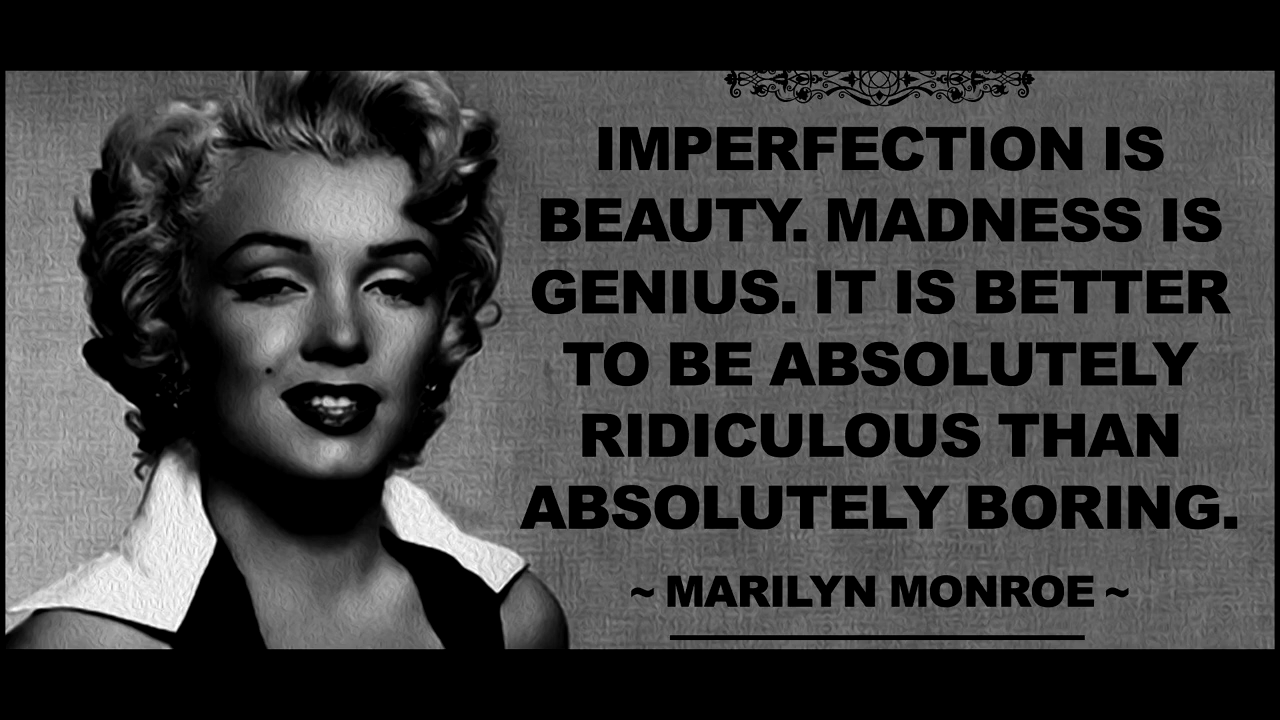 IMPERFECTION IS
BEAUTY. MADNESS IS
GENIUS. IT IS BETTER
TO BE ABSOLUTELY
RIDICULOUS THAN
ABSOLUTELY BORING.
~ MARILYN MONROE ~